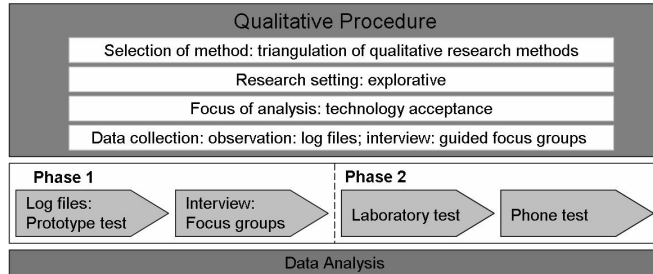 Qualitative Procedure
Selection of method: triangulation of qualitative research methods
Research setting: explorative
Focus of analysis: technology acceptance
Data collection: observation: log files; interview: guided focus groups
Phase 1
Log files:
Prototype test
Interview:
Focus groups
Phase 2
Laboratory test
Phone test
Data Analysis